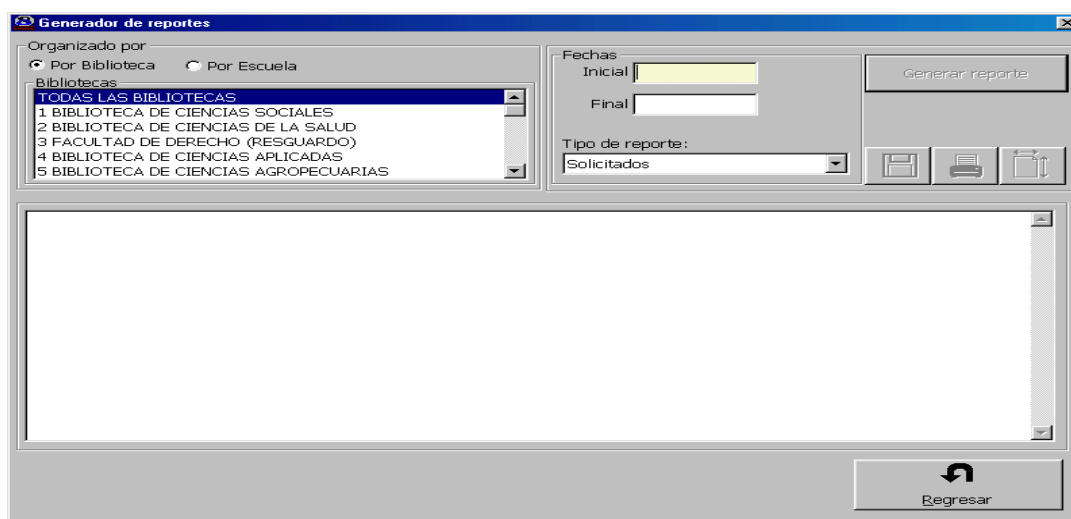 Generador de reportes
Organizado por
Por Biblioteca
Por Escuela
Bibliotecas
TODAS LAS BIBLIOTECAS
1 BIBLIOTECA DE CIENCIAS SOCIALES
2 BIBLIOTECA DE CIENCIAS DE LA SALUD
3 FACULTAD DE DERECHO (RESGUARDO)
4 BIBLIOTECA DE CIENCIAS APLICADAS
5 BIBLIOTECA DE CIENCIAS AGROPECUARIAS
Fechas
Inicial
Final
Tipo de reporte:
Solicitados
Generar reporte
Regresar